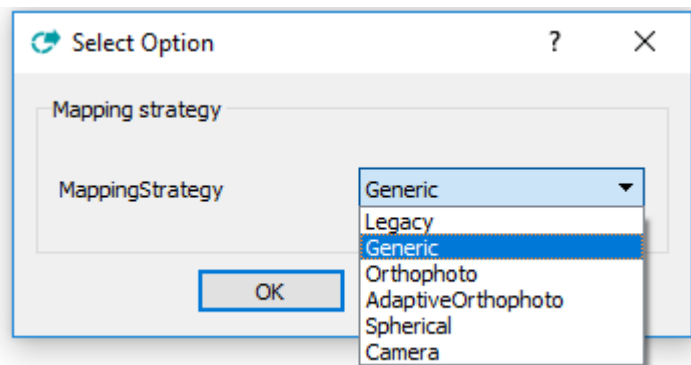 Select Option
?
Mapping strategy
MappingStrategy
Generic
Legacy
Generic
Orthophoto
AdaptiveOrthophoto
Spherical
Camera
OK